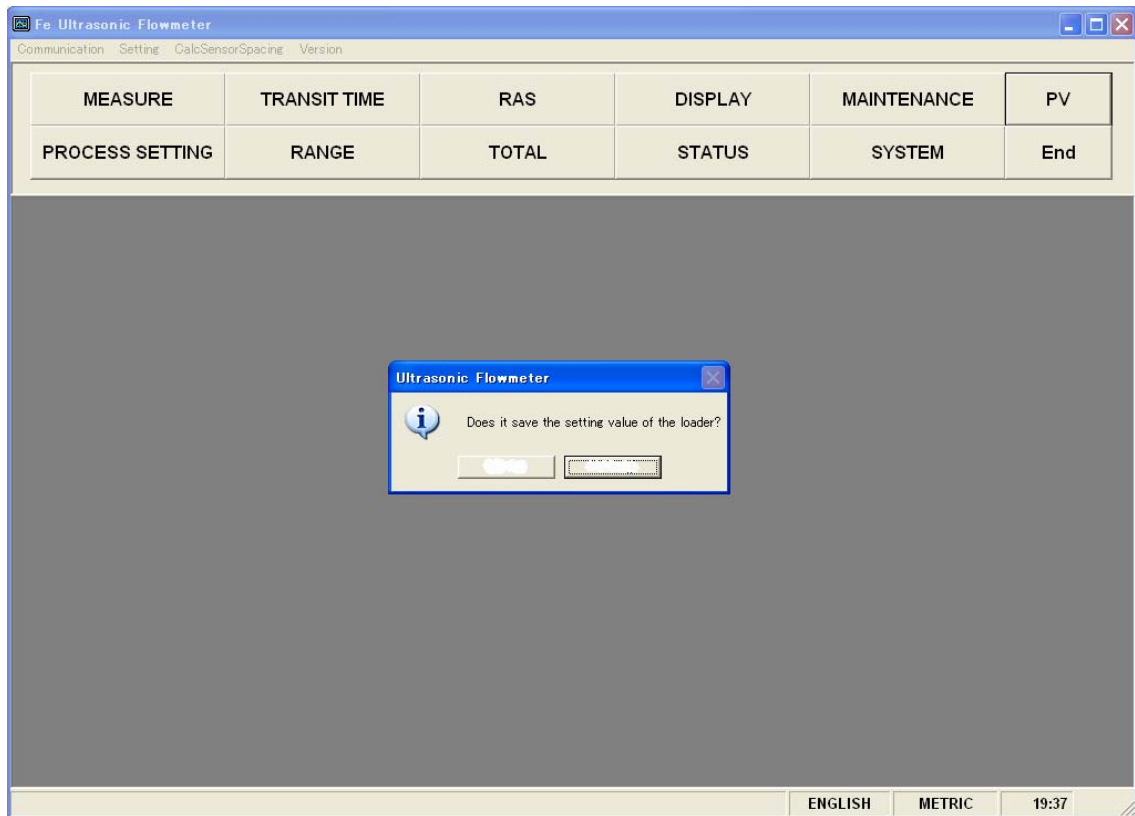 Fe Ultrasonic Flowmeter
Communication Setting CalcSensorSpacing Version
MEASURE TRANSIT TIME RAS DISPLAY MAINTENANCE PV
PROCESS SETTING RANGE TOTAL STATUS SYSTEM End
Ultrasonic Flowmeter
Does it save the setting value of the loader?
ENGLISH METRIC 19:37